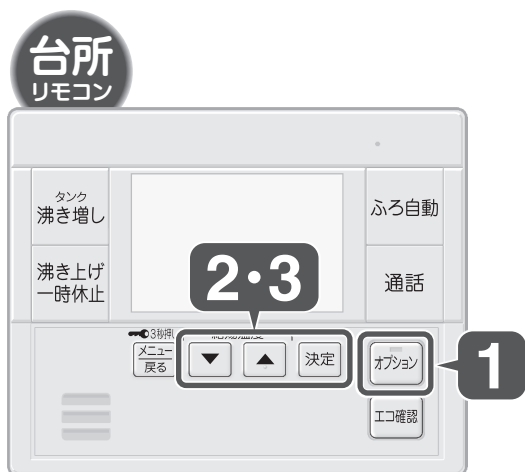 台所
リモコン
タンク
沸き増し
ふろ自動
沸き上げ
一時休止
通話
2・3
3秒押し
メニュー
戻る
▼
▲
決定
オプション
1
エコ確認